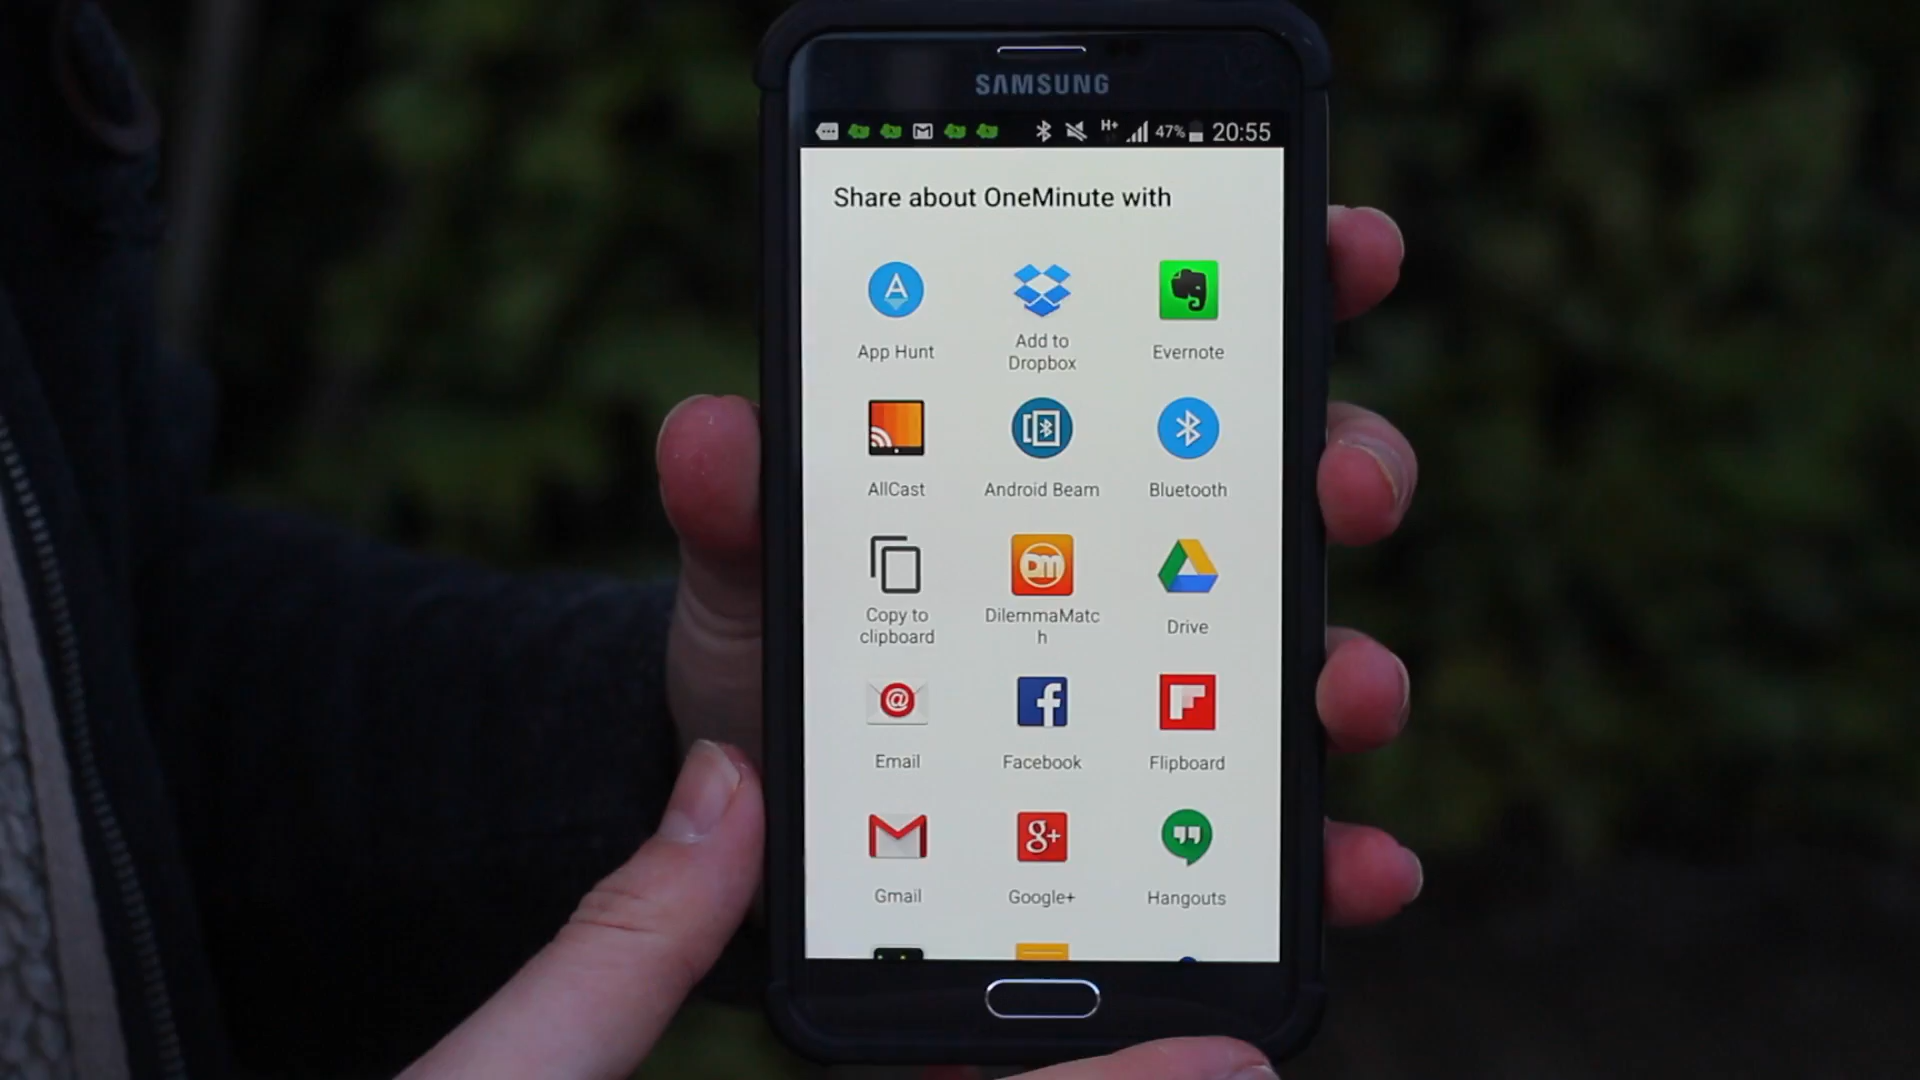 SAMSUNG
H+ 47% 20:55
Share about OneMinute with
A
App Hunt
Add to
Dropbox
Evernote
AllCast
Android Beam
Bluetooth
Copy to
clipboard
DM
DilemmaMatc
h
Drive
@
Email
f
Facebook
F
Flipboard
Gmail
g+
Google+
Hangouts